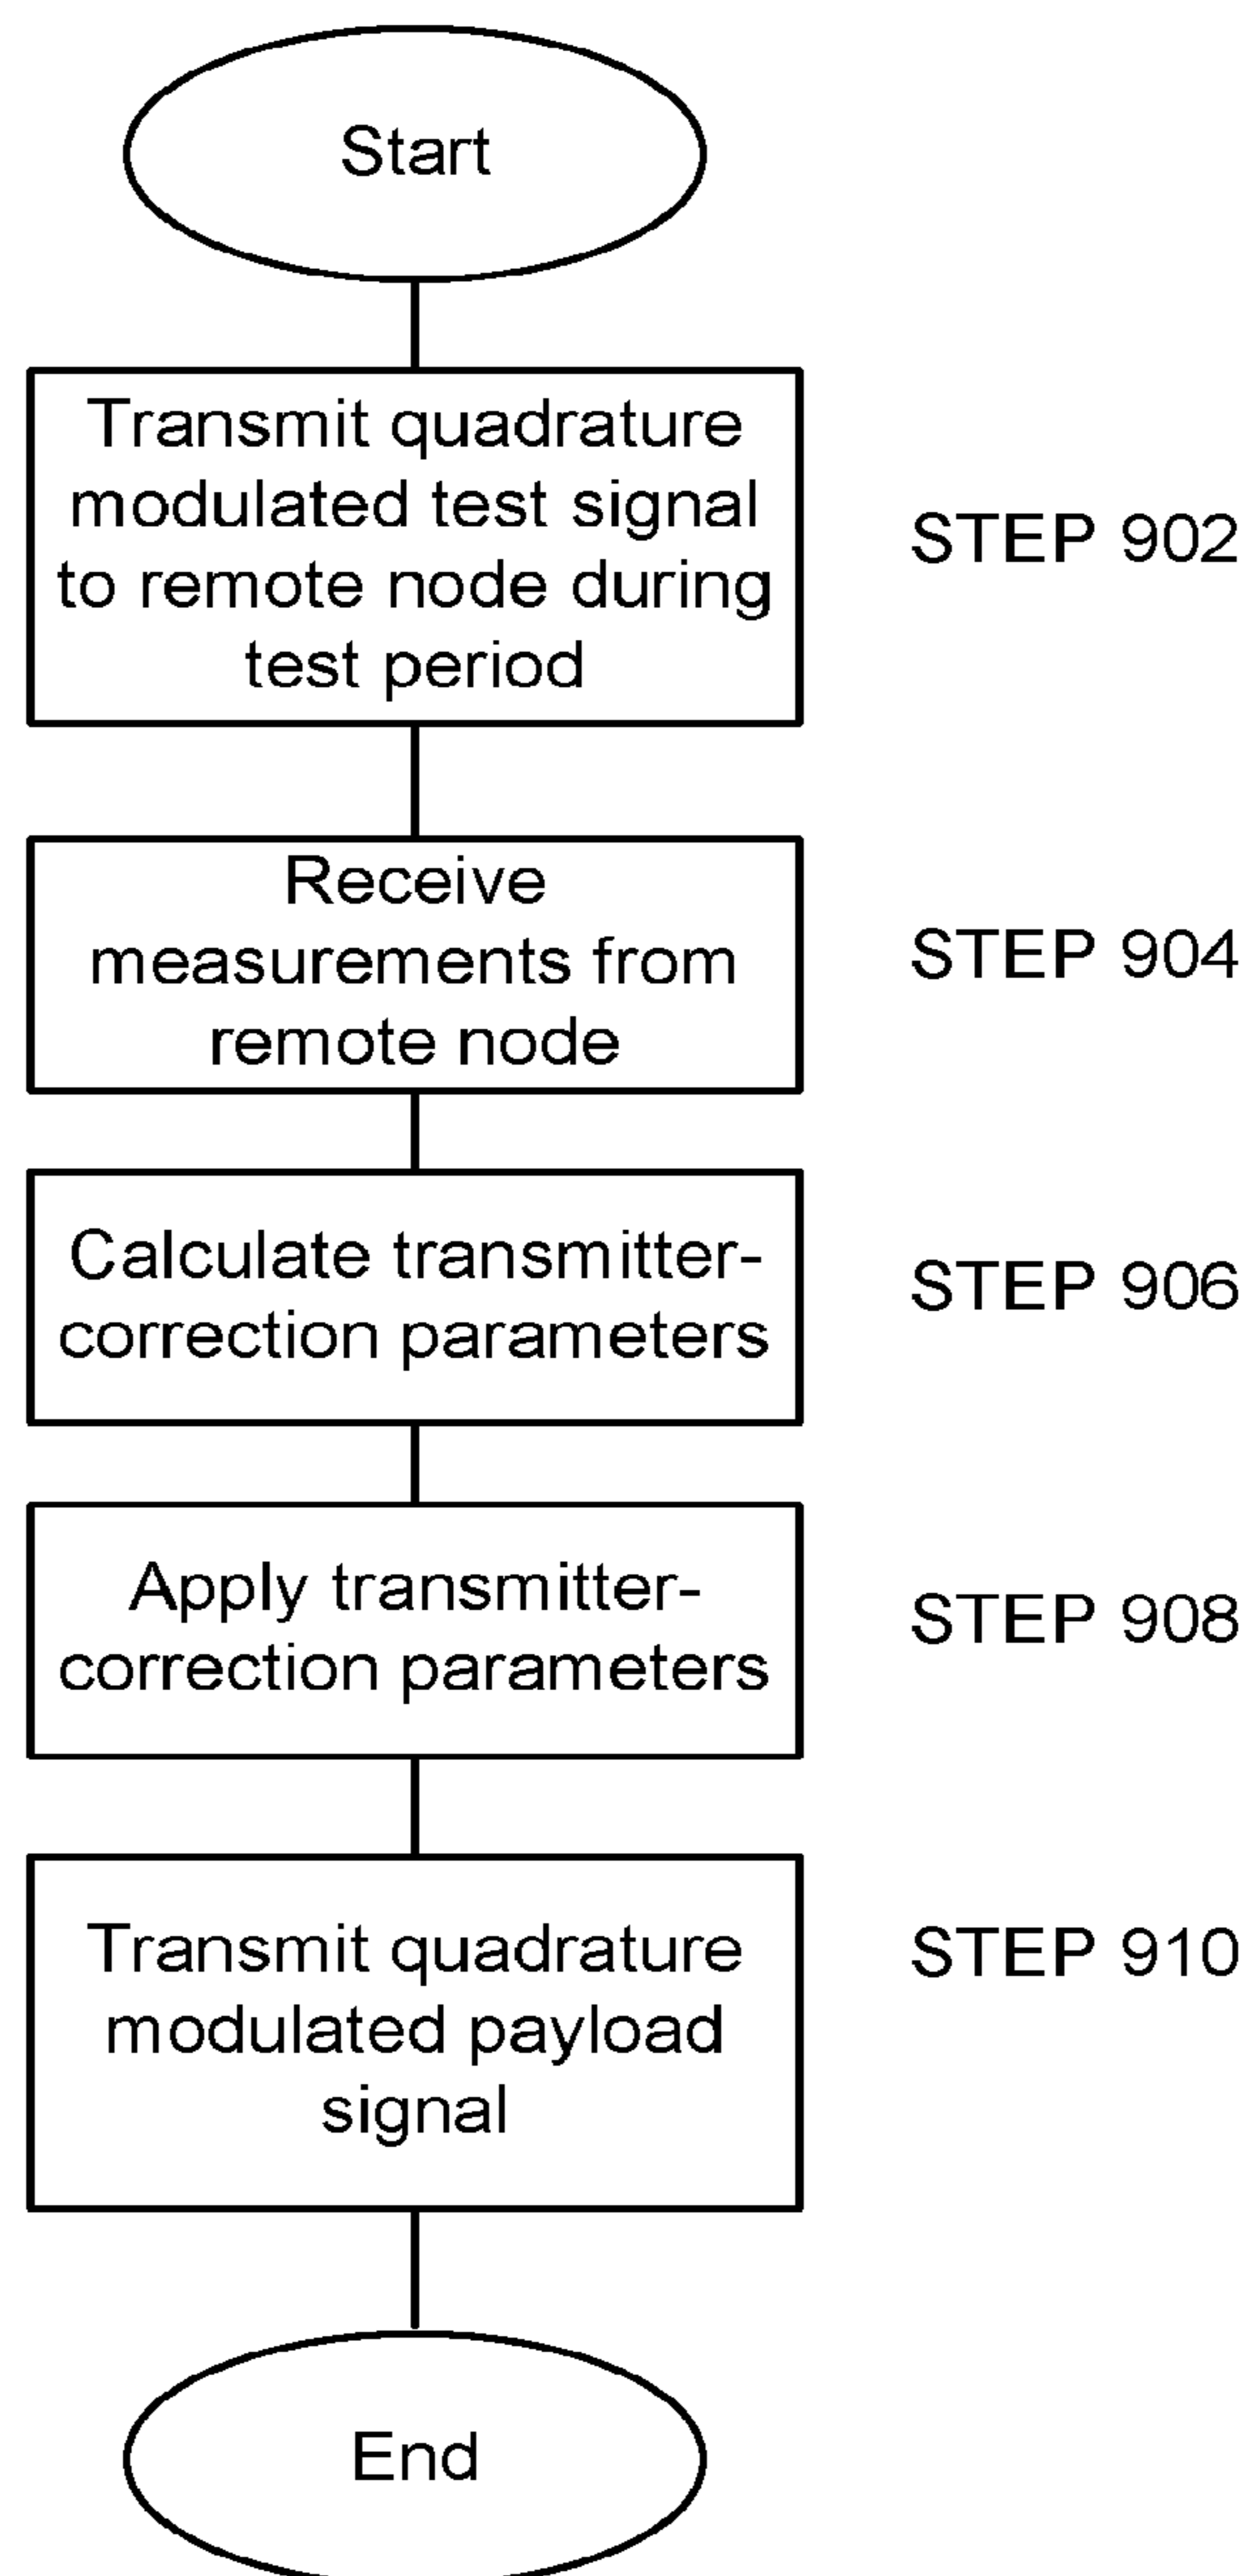 Start
Transmit quadrature
modulated test signal
to remote node during
test period
STEP 902
Receive
measurements from
remote node
STEP 904
Calculate transmitter-
correction parameters
STEP 906
Apply transmitter-
correction parameters
STEP 908
Transmit quadrature
modulated payload
signal
STEP 910
End